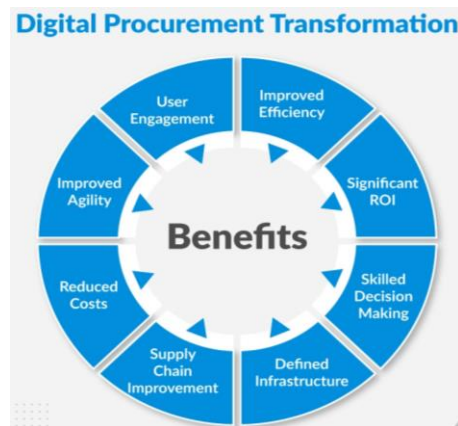 Digital Procurement Transformation
User
Engagement
Improved
Efficiency
Improved
Agility
Significant
ROI
Benefits
Reduced
Costs
Skilled
Decision
Making
Supply
Chain
Improvement
Defined
Infrastructure